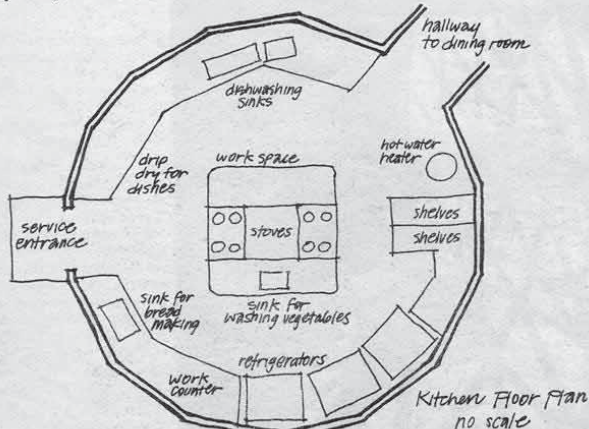 hallway
to dining room
dishwashing
sinks
drip
dry for
dishes
work space
hot water
heater
service
entrance
stoves
shelves
shelves
sink for
bread
making
sink for
washing vegetables
refrigerators
work
counter
Kitchen Floor Plan
no scale